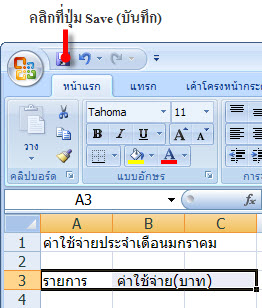 คลิกที่ปุ่ม Save (บันทึก)
หน้าแรก แทรก เค้าโครงหน้ากระ
วาง
Tahoma 11
B I U A A
A
คลิปบอร์ด แบบอักษร การจ
A3 fx
A B C
1 ค่าใช้จ่ายประจำเดือนมกราคม
2
3 รายการ ค่าใช้จ่าย(บาท)